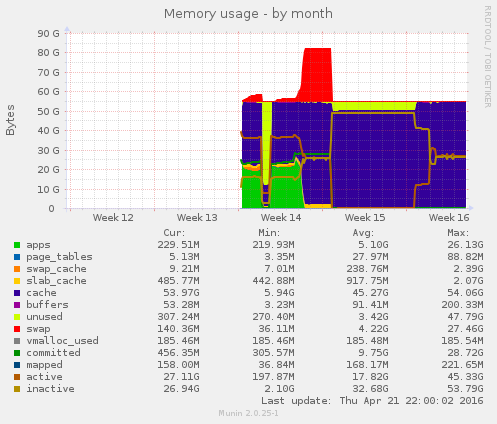 Memory usage - by month
RRDTOOL / TOBI OETIKER
Bytes
90 G
80 G
70 G
60 G
50 G
40 G
30 G
20 G
10 G
0
Week 12 Week 13 Week 14 Week 15 Week 16
Cur: Min: Avg: Max:
apps 229.51M 219.93M 5.10G 26.13G
page_tables 5.13M 3.35M 27.97M 88.82M
swap_cache 9.21M 7.01M 238.76M 2.39G
slab_cache 485.77M 442.88M 917.75M 2.07G
cache 53.97G 5.94G 45.27G 54.06G
buffers 53.28M 3.23M 91.41M 200.33M
unused 307.24M 270.40M 3.42G 47.79G
swap 140.36M 36.11M 4.22G 27.46G
vmalloc_used 185.46M 185.46M 185.48M 185.54M
committed 456.35M 305.57M 9.75G 28.72G
mapped 158.00M 36.84M 168.17M 221.65M
active 27.11G 197.87M 17.82G 45.33G
inactive 26.94G 2.10G 32.68G 53.79G
Last update: Thu Apr 21 22:00:02 2016
Munin 2.0.25-1